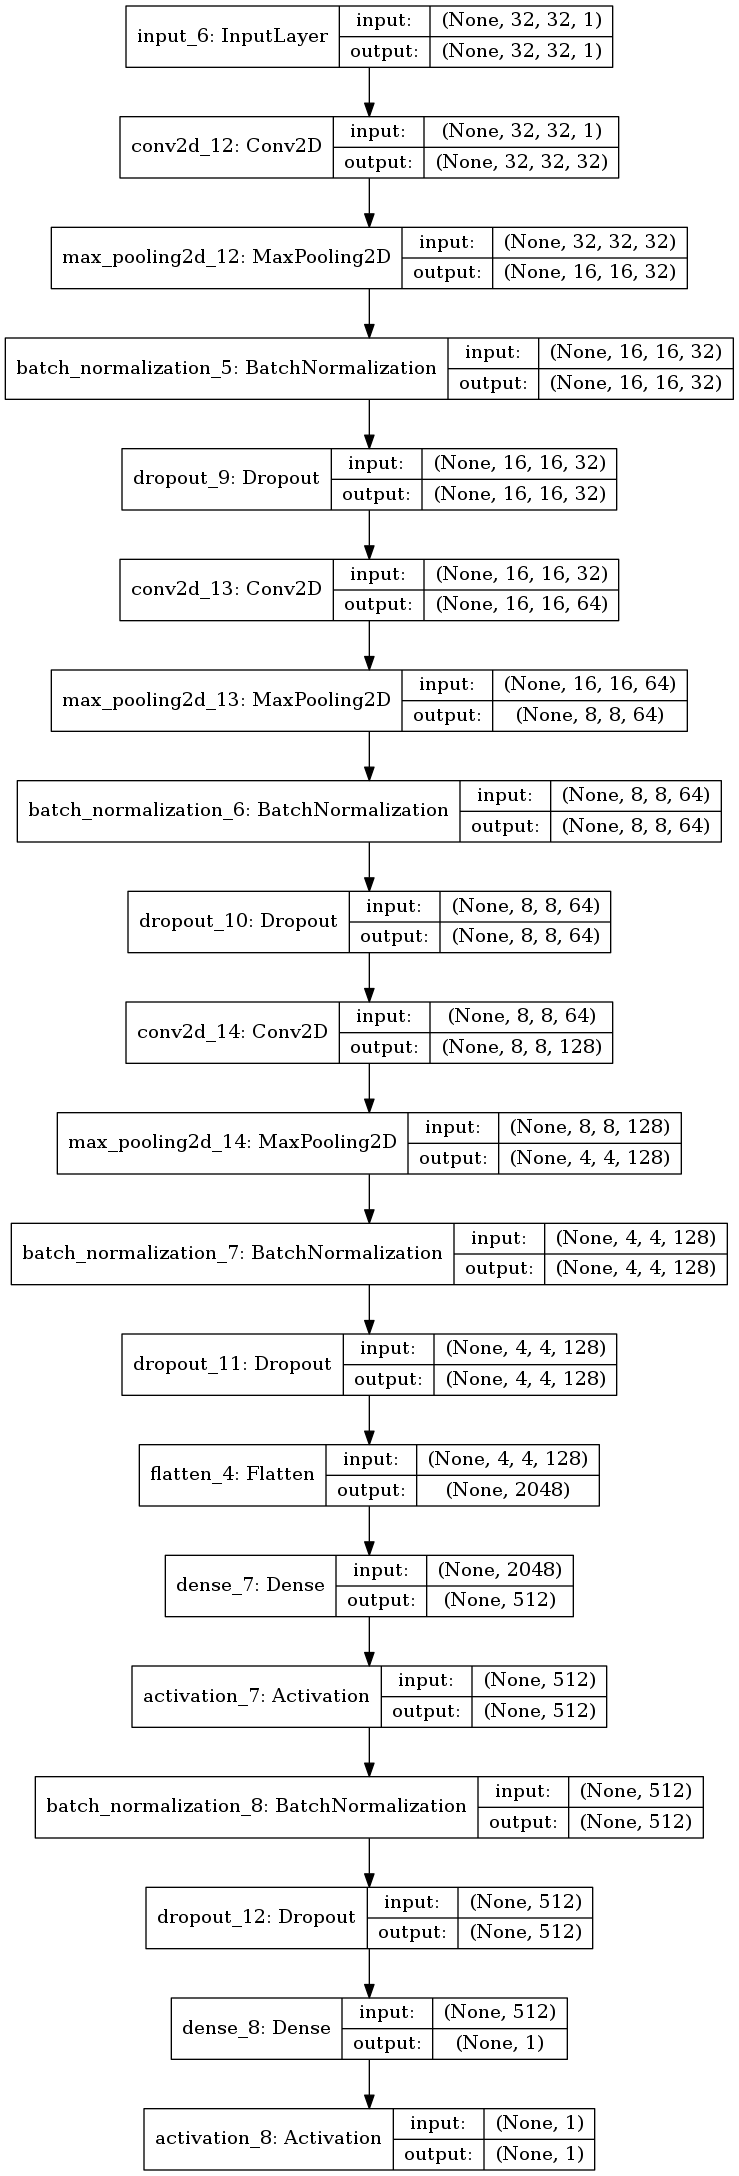 input_6: InputLayer
input: (None, 32, 32, 1)
output: (None, 32, 32, 1)
conv2d_12: Conv2D
input: (None, 32, 32, 1)
output: (None, 32, 32, 32)
max_pooling2d_12: MaxPooling2D
input: (None, 32, 32, 32)
output: (None, 16, 16, 32)
batch_normalization_5: BatchNormalization
input: (None, 16, 16, 32)
output: (None, 16, 16, 32)
dropout_9: Dropout
input: (None, 16, 16, 32)
output: (None, 16, 16, 32)
conv2d_13: Conv2D
input: (None, 16, 16, 32)
output: (None, 16, 16, 64)
max_pooling2d_13: MaxPooling2D
input: (None, 16, 16, 64)
output: (None, 8, 8, 64)
batch_normalization_6: BatchNormalization
input: (None, 8, 8, 64)
output: (None, 8, 8, 64)
dropout_10: Dropout
input: (None, 8, 8, 64)
output: (None, 8, 8, 64)
conv2d_14: Conv2D
input: (None, 8, 8, 64)
output: (None, 8, 8, 128)
max_pooling2d_14: MaxPooling2D
input: (None, 8, 8, 128)
output: (None, 4, 4, 128)
batch_normalization_7: BatchNormalization
input: (None, 4, 4, 128)
output: (None, 4, 4, 128)
dropout_11: Dropout
input: (None, 4, 4, 128)
output: (None, 4, 4, 128)
flatten_4: Flatten
input: (None, 4, 4, 128)
output: (None, 2048)
dense_7: Dense
input: (None, 2048)
output: (None, 512)
activation_7: Activation
input: (None, 512)
output: (None, 512)
batch_normalization_8: BatchNormalization
input: (None, 512)
output: (None, 512)
dropout_12: Dropout
input: (None, 512)
output: (None, 512)
dense_8: Dense
input: (None, 512)
output: (None, 1)
activation_8: Activation
input: (None, 1)
output: (None, 1)